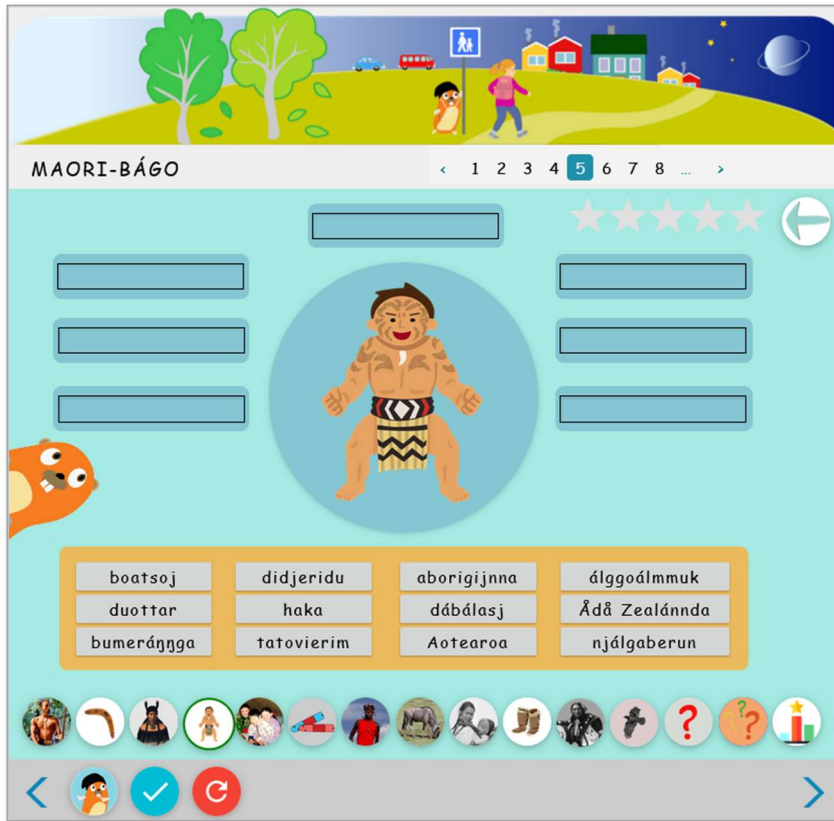 MAORI-BÁGO
‹ 1 2 3 4 5 6 7 8 ... ›
boatsoj didjeridu aborigijnna álggoálmmuk
duottar haka dábálasj Ådå Zealánnda
bumeráŋŋga tatovierim Aotearoa njálgaberun
? ? ? ?